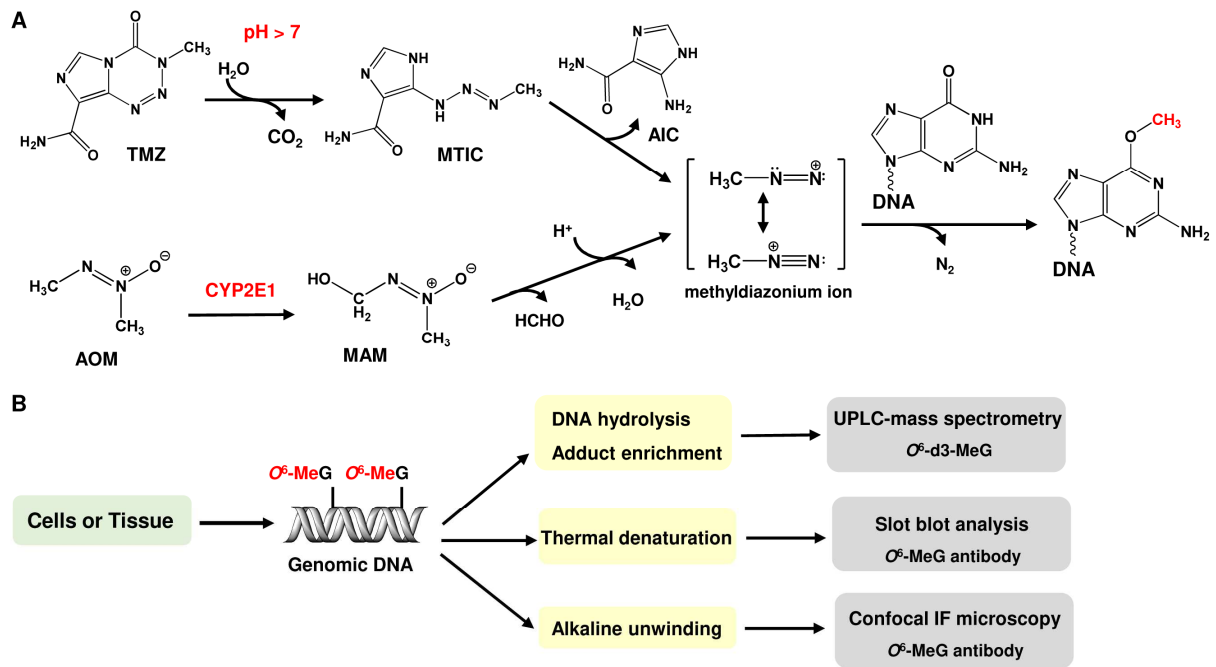 A
pH > 7
O
N
N
CH₃
N
N
N
H₂N
O
TMZ
H₂O
CO₂
N
NH
N
H
N
N
CH₃
H₂N
O
MTIC
N
NH
H₂N
O
NH₂
AIC
H₃C
N
N
O
CH₃
AOM
CYP2E1
HO
C
H₂
N
N
O
CH₃
MAM
H⁺
HCHO
H₂O
H₃C—N=N:
H₃C—N≡N:
methyldiazonium ion
O
N
NH
N
N
NH₂
DNA
N₂
CH₃
O
N
N
N
N
NH₂
DNA
B
Cells or Tissue
O⁶-MeG O⁶-MeG
Genomic DNA
DNA hydrolysis
Adduct enrichment
UPLC-mass spectrometry
O⁶-d3-MeG
Thermal denaturation
Slot blot analysis
O⁶-MeG antibody
Alkaline unwinding
Confocal IF microscopy
O⁶-MeG antibody